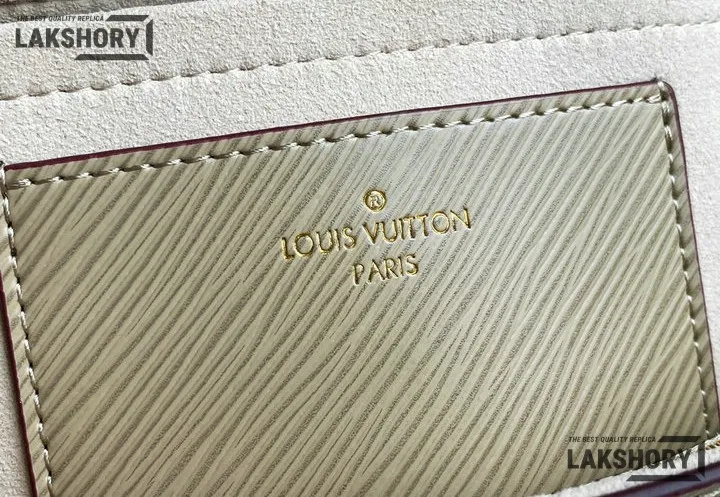 THE BEST QUALITY REPLICA
LAKSHORY
®
LOUIS VUITTON
PARIS
THE BEST QUALITY REPLICA
LAKSHORY